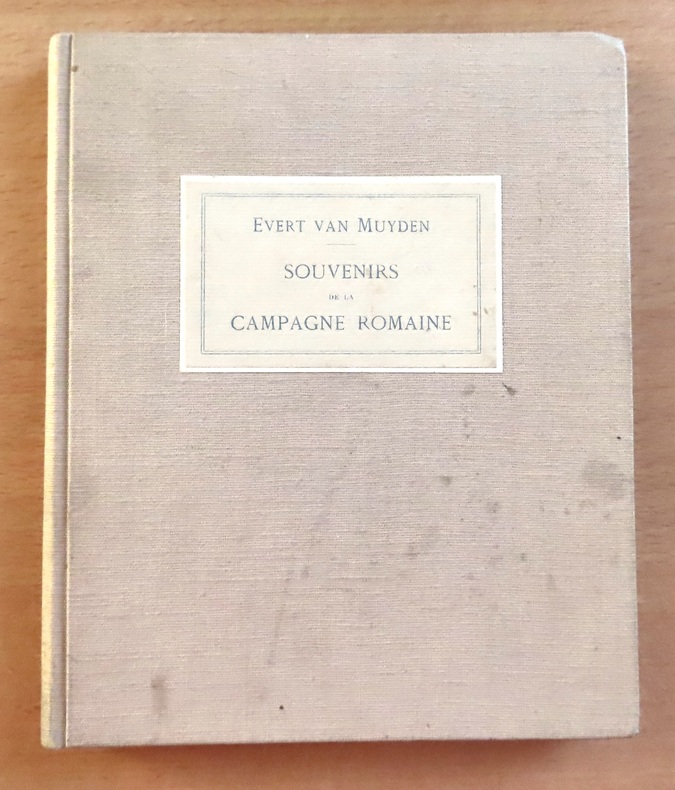 EVERT VAN MUYDEN
SOUVENIRS
DE LA
CAMPAGNE ROMAINE